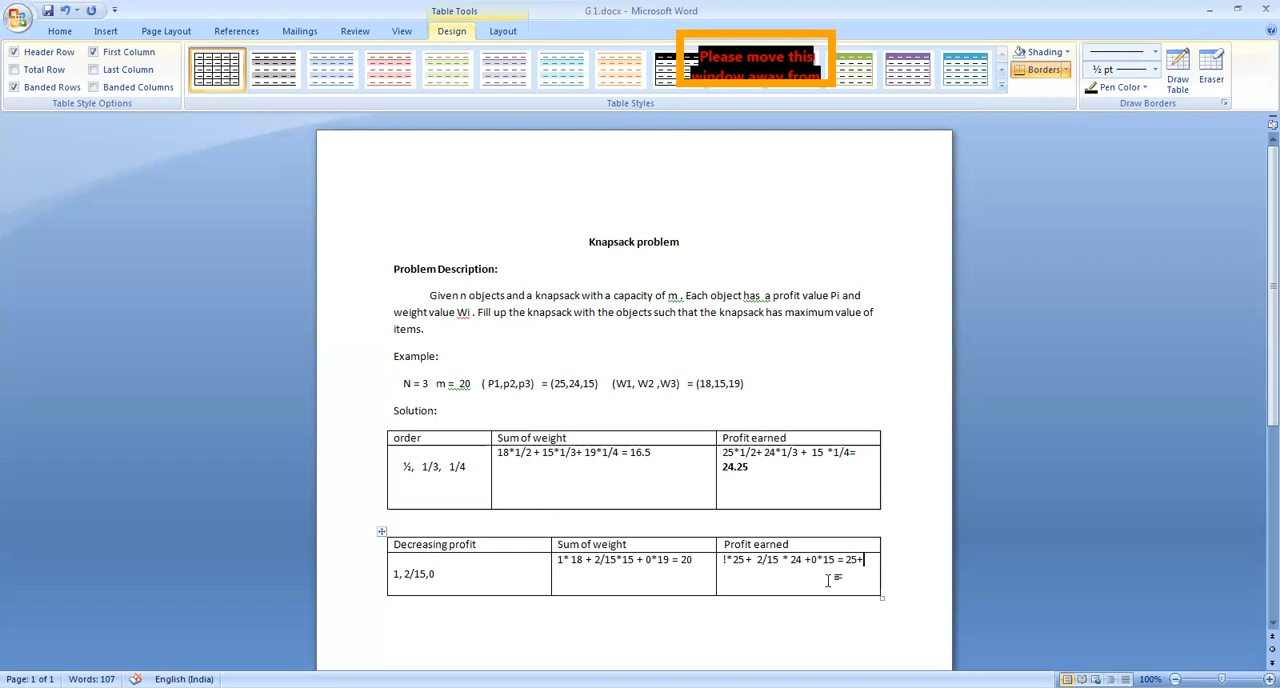 Table Tools
G 1.docx - Microsoft Word
Home Insert Page Layout References Mailings Review View Design Layout
Header Row First Column
Total Row Last Column
Banded Rows Banded Columns
Table Style Options
Please move this
window away from
Table Styles
Shading
Borders
½ pt
Pen Color
Draw Table
Eraser
Draw Borders
Knapsack problem
Problem Description:
Given n objects and a knapsack with a capacity of m . Each object has a profit value Pi and
weight value Wi . Fill up the knapsack with the objects such that the knapsack has maximum value of
items.
Example:
N = 3 m = 20 ( P1,p2,p3) = (25,24,15) (W1, W2 ,W3) = (18,15,19)
Solution:
order Sum of weight Profit earned
½, 1/3, 1/4
18*1/2 + 15*1/3+ 19*1/4 = 16.5
25*1/2+ 24*1/3 + 15 *1/4=
24.25
Decreasing profit Sum of weight Profit earned
1, 2/15,0
1* 18 + 2/15*15 + 0*19 = 20
!*25+ 2/15 * 24 +0*15 = 25+
Page: 1 of 1 Words: 107 English (India) 100%